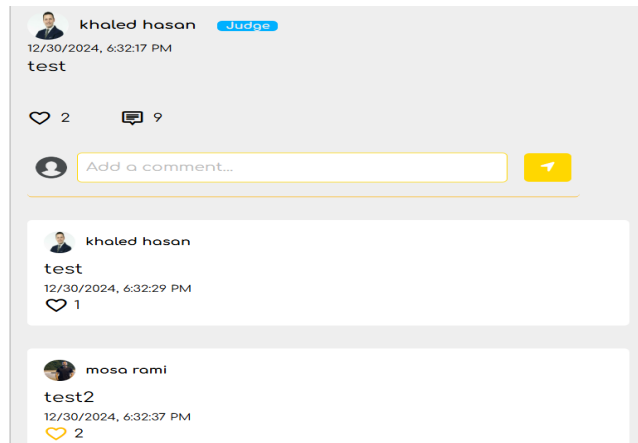 khaled hasan Judge
12/30/2024, 6:32:17 PM
test
2 9
Add a comment...
khaled hasan
test
12/30/2024, 6:32:29 PM
1
mosa rami
test2
12/30/2024, 6:32:37 PM
2